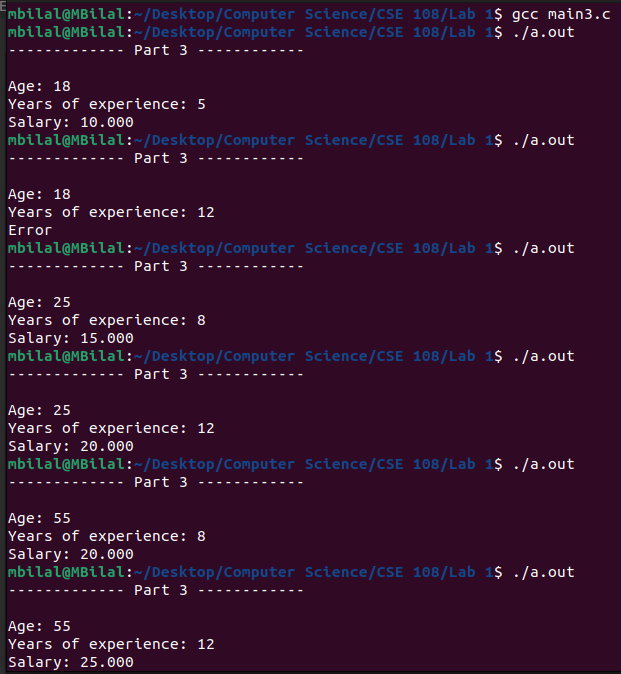 E
mbilal@MBilal:~/Desktop/Computer Science/CSE 108/Lab 1$ gcc main3.c
mbilal@MBilal:~/Desktop/Computer Science/CSE 108/Lab 1$ ./a.out
------------- Part 3 ------------
Age: 18
Years of experience: 5
Salary: 10.000
mbilal@MBilal:~/Desktop/Computer Science/CSE 108/Lab 1$ ./a.out
------------- Part 3 ------------
Age: 18
Years of experience: 12
Error
mbilal@MBilal:~/Desktop/Computer Science/CSE 108/Lab 1$ ./a.out
------------- Part 3 ------------
Age: 25
Years of experience: 8
Salary: 15.000
mbilal@MBilal:~/Desktop/Computer Science/CSE 108/Lab 1$ ./a.out
------------- Part 3 ------------
Age: 25
Years of experience: 12
Salary: 20.000
mbilal@MBilal:~/Desktop/Computer Science/CSE 108/Lab 1$ ./a.out
------------- Part 3 ------------
Age: 55
Years of experience: 8
Salary: 20.000
mbilal@MBilal:~/Desktop/Computer Science/CSE 108/Lab 1$ ./a.out
------------- Part 3 ------------
Age: 55
Years of experience: 12
Salary: 25.000